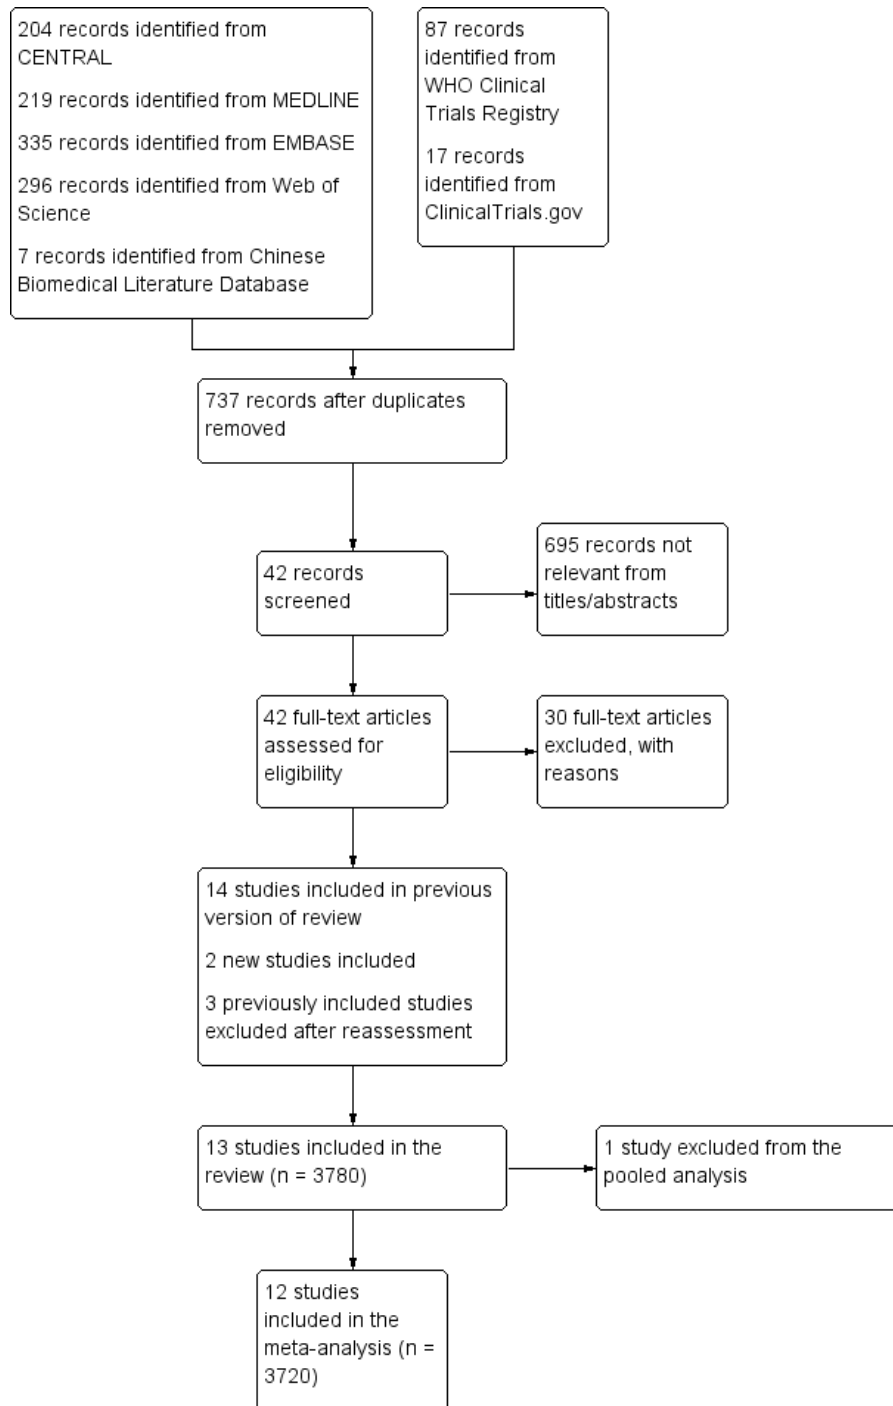 204 records identified from
CENTRAL
219 records identified from MEDLINE
335 records identified from EMBASE
296 records identified from Web of
Science
7 records identified from Chinese
Biomedical Literature Database
87 records
identified from
WHO Clinical
Trials Registry
17 records
identified from
ClinicalTrials.gov
737 records after duplicates
removed
42 records
screened
695 records not
relevant from
titles/abstracts
42 full-text articles
assessed for
eligibility
30 full-text articles
excluded, with
reasons
14 studies included in previous
version of review
2 new studies included
3 previously included studies
excluded after reassessment
13 studies included in the
review (n = 3780)
1 study excluded from the
pooled analysis
12 studies
included in the
meta-analysis (n =
3720)